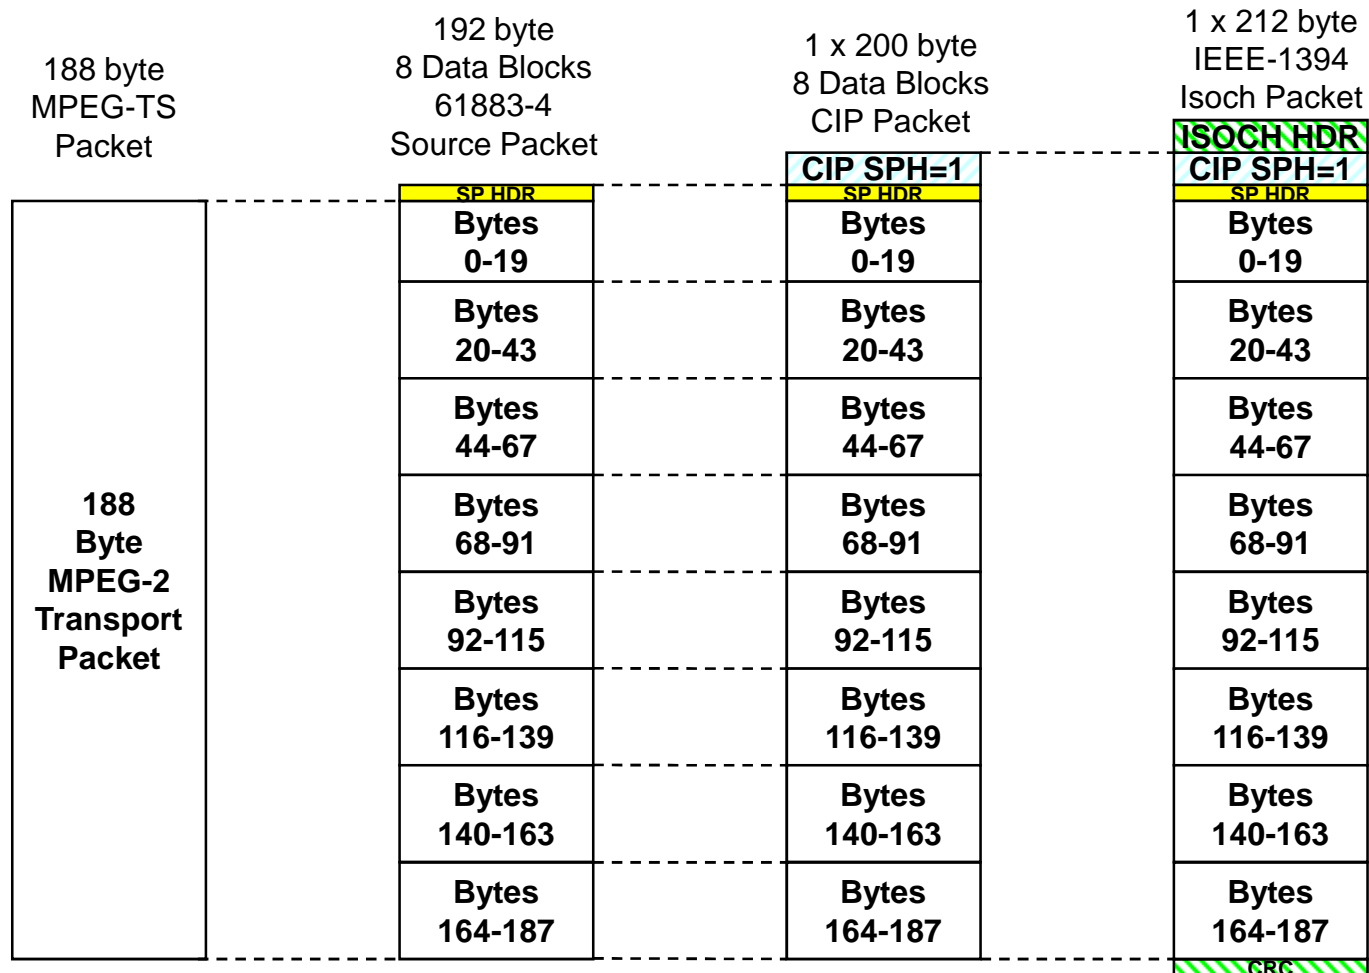 188 byte
MPEG-TS
Packet
192 byte
8 Data Blocks
61883-4
Source Packet
1 x 200 byte
8 Data Blocks
CIP Packet
1 x 212 byte
IEEE-1394
Isoch Packet
188
Byte
MPEG-2
Transport
Packet
SP HDR
Bytes
0-19
Bytes
20-43
Bytes
44-67
Bytes
68-91
Bytes
92-115
Bytes
116-139
Bytes
140-163
Bytes
164-187
CIP SPH=1
SP HDR
Bytes
0-19
Bytes
20-43
Bytes
44-67
Bytes
68-91
Bytes
92-115
Bytes
116-139
Bytes
140-163
Bytes
164-187
ISOCH HDR
CIP SPH=1
SP HDR
Bytes
0-19
Bytes
20-43
Bytes
44-67
Bytes
68-91
Bytes
92-115
Bytes
116-139
Bytes
140-163
Bytes
164-187
CRC